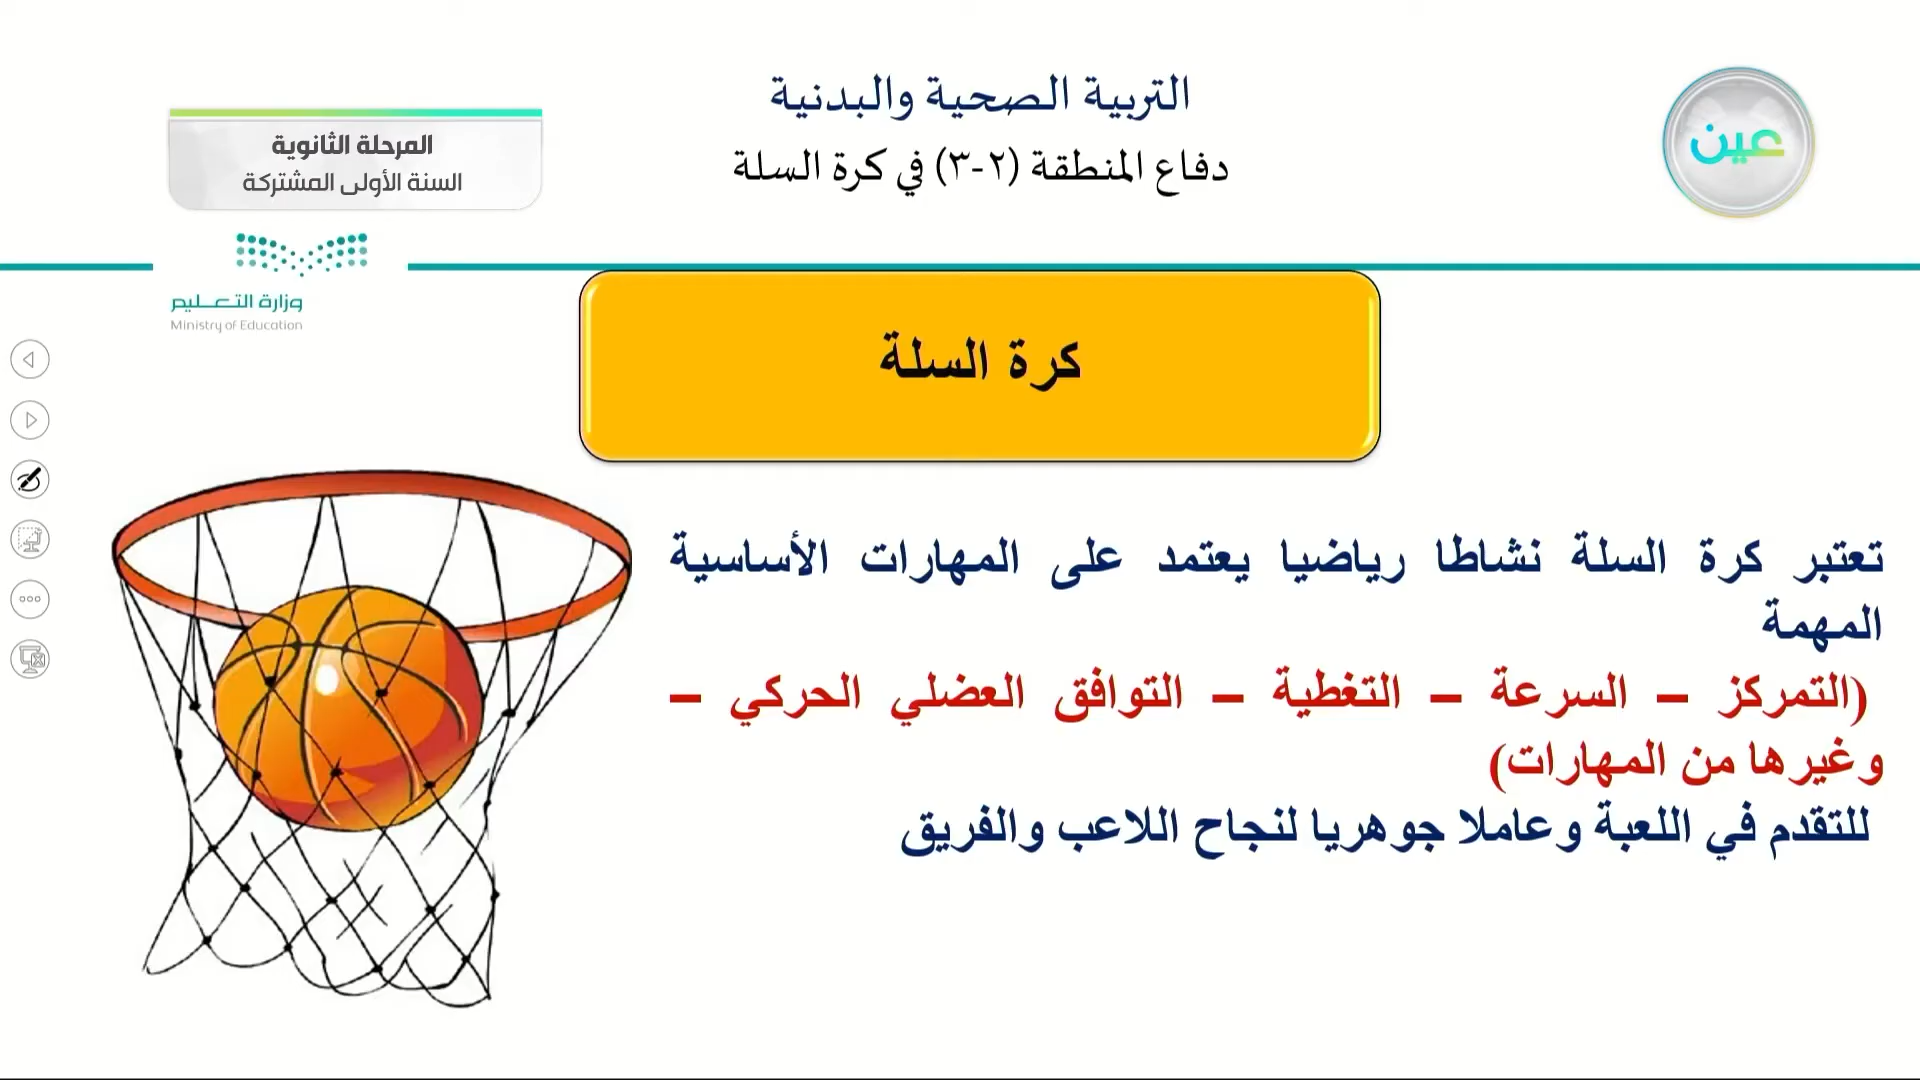 التربية الصحية والبدنية
دفاع المنطقة (٢-٣) في كرة السلة
عين
المرحلة الثانوية
السنة الأولى المشتركة
وزارة التعليم
Ministry of Education
كرة السلة
تعتبر كرة السلة نشاطا رياضيا يعتمد على المهارات الأساسية
المهمة
(التمركز – السرعة – التغطية – التوافق العضلي الحركي –
وغيرها من المهارات)
للتقدم في اللعبة وعاملا جوهريا لنجاح اللاعب والفريق